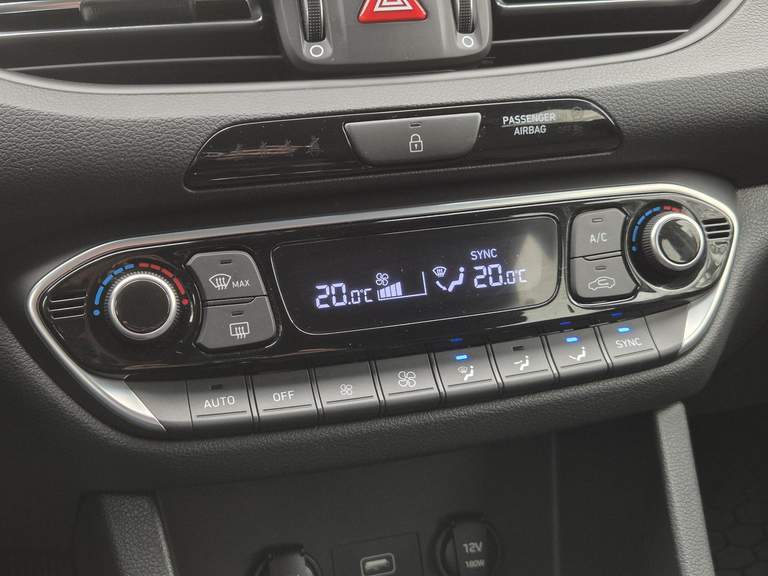 PASSENGER
AIRBAG
MAX
SYNC
20.0°C
20.0°C
A/C
AUTO
OFF
SYNC
12V
180W